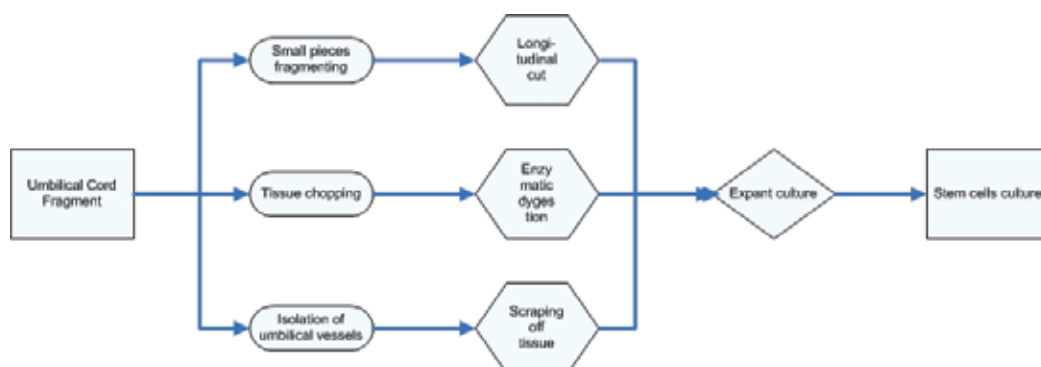 Small pieces
fragmenting
Longi-
tudinal
cut
Umbilical Cord
Fragment
Tissue chopping
Enzy
matic
dyges
tion
Expant culture
Stem cells culture
Isolation of
umbilical vessels
Scraping
off
tissue